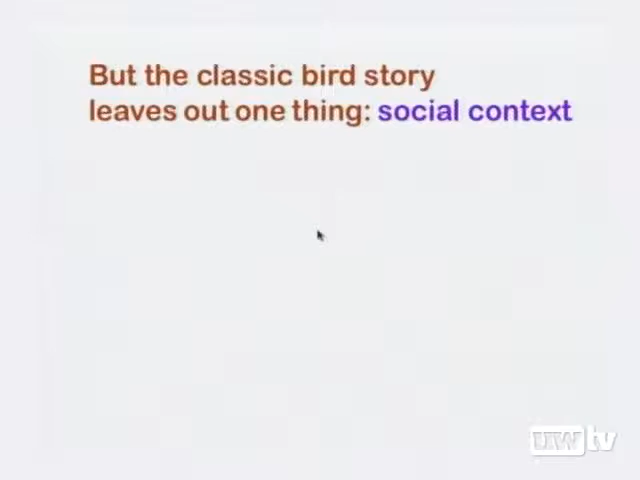 But the classic bird story
leaves out one thing: social context
UWtv